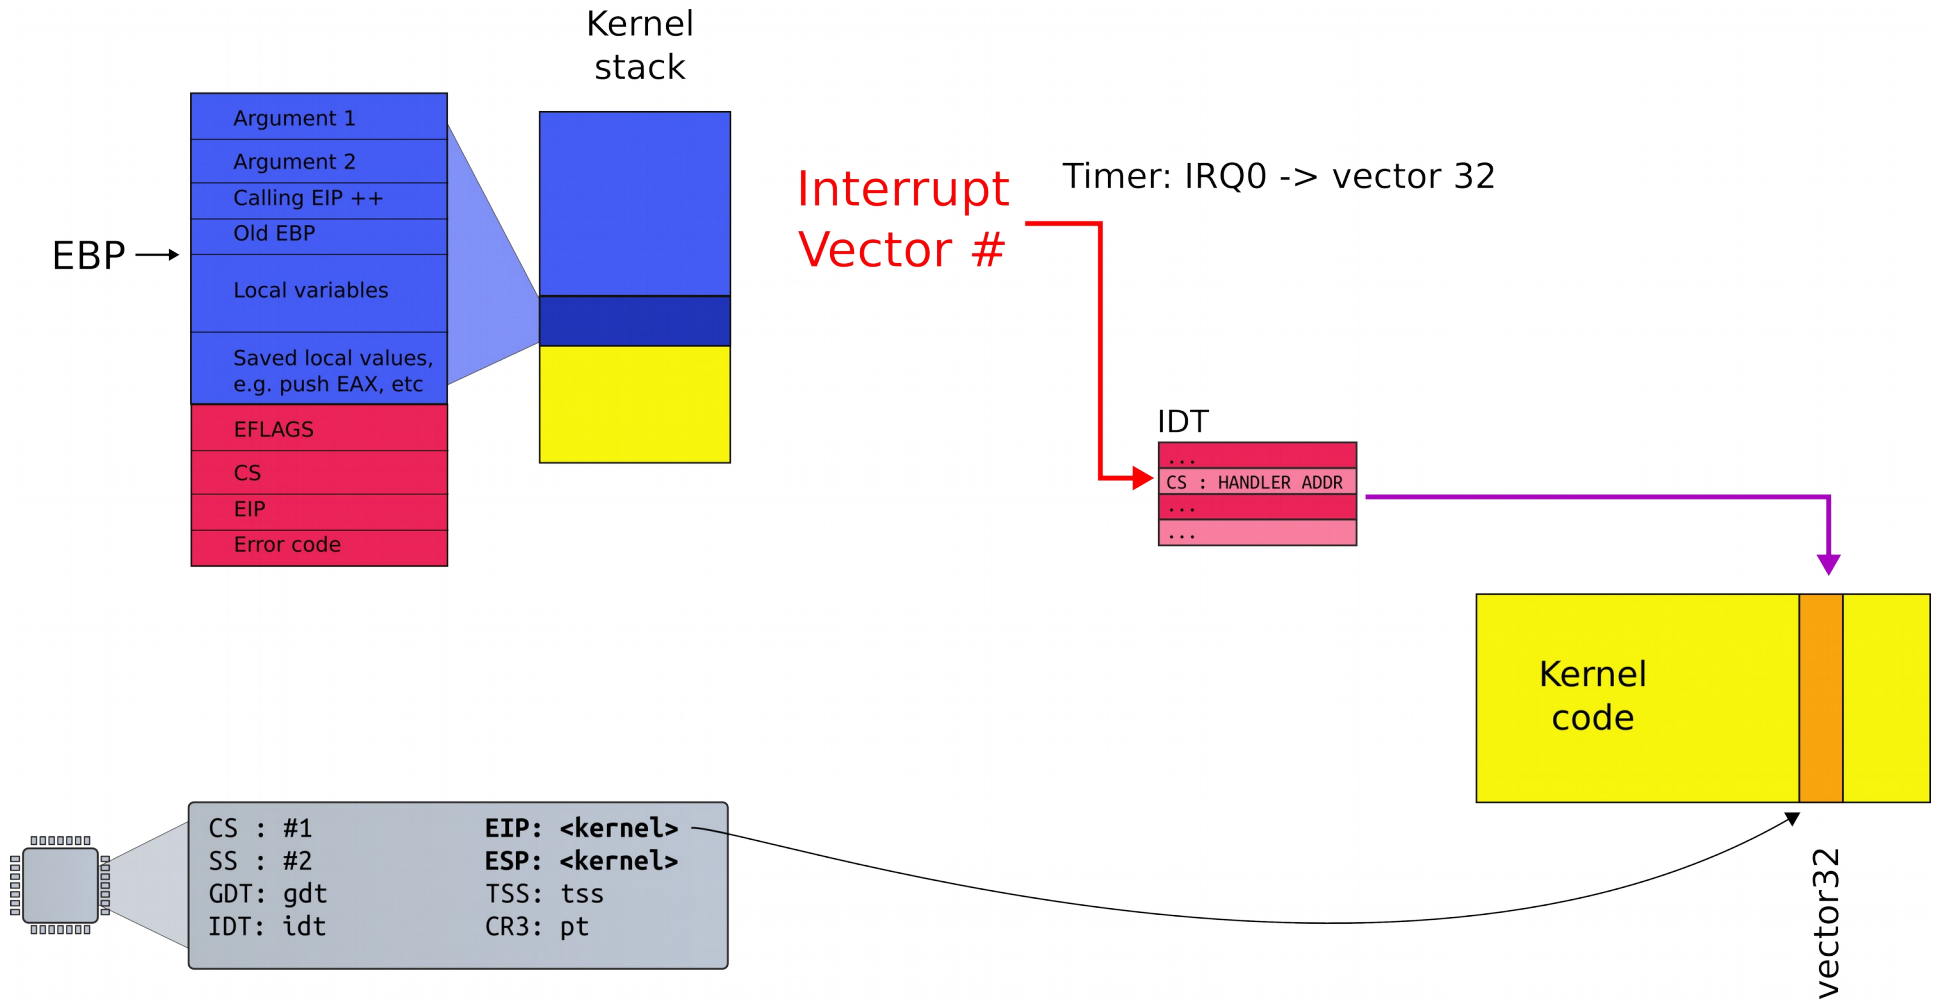 Kernel
stack
Argument 1
Argument 2
Calling EIP ++
Old EBP
EBP
Local variables
Saved local values,
e.g. push EAX, etc
EFLAGS
CS
EIP
Error code
Interrupt
Vector #
Timer: IRQ0 -> vector 32
IDT
...
CS : HANDLER ADDR
...
...
Kernel
code
vector32
CS : #1 EIP: <kernel>
SS : #2 ESP: <kernel>
GDT: gdt TSS: tss
IDT: idt CR3: pt